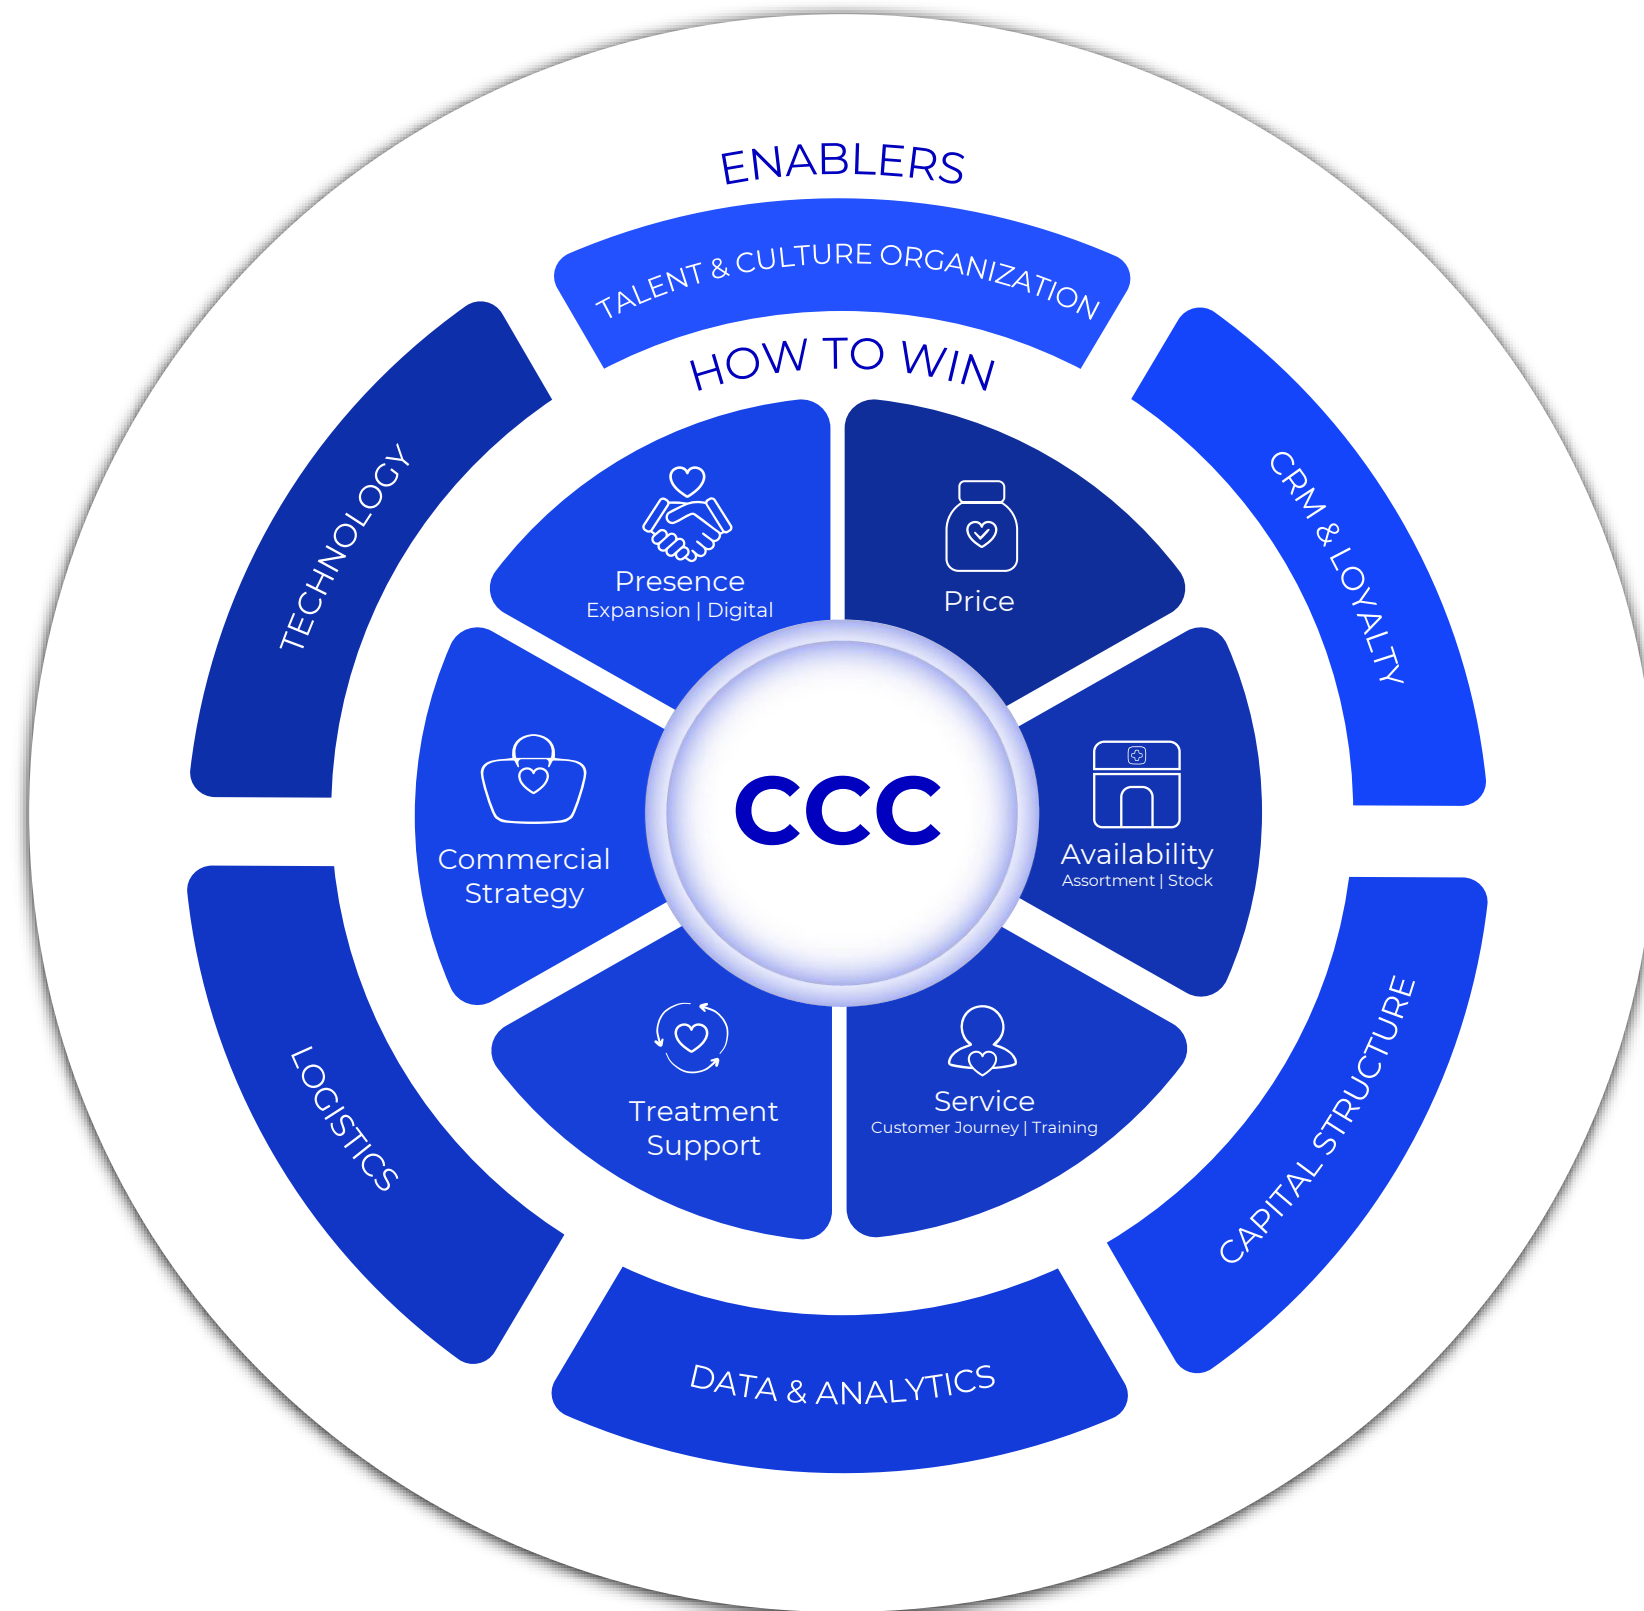 ENABLERS
TALENT & CULTURE ORGANIZATION
CRM & LOYALTY
CAPITAL STRUCTURE
DATA & ANALYTICS
LOGISTICS
TECHNOLOGY
HOW TO WIN
Price
Availability
Assortment | Stock
Service
Customer Journey | Training
Treatment
Support
Commercial
Strategy
Presence
Expansion | Digital
CCC